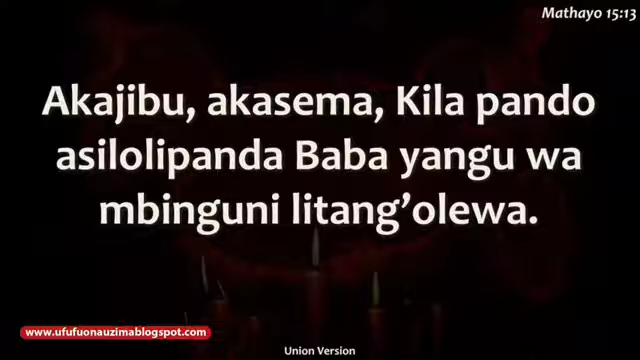 Mathayo 15:13
Akajibu, akasema, Kila pando
asilolipanda Baba yangu wa
mbinguni litang’olewa.
www.ufufuonauzimablogspot.com
Union Version